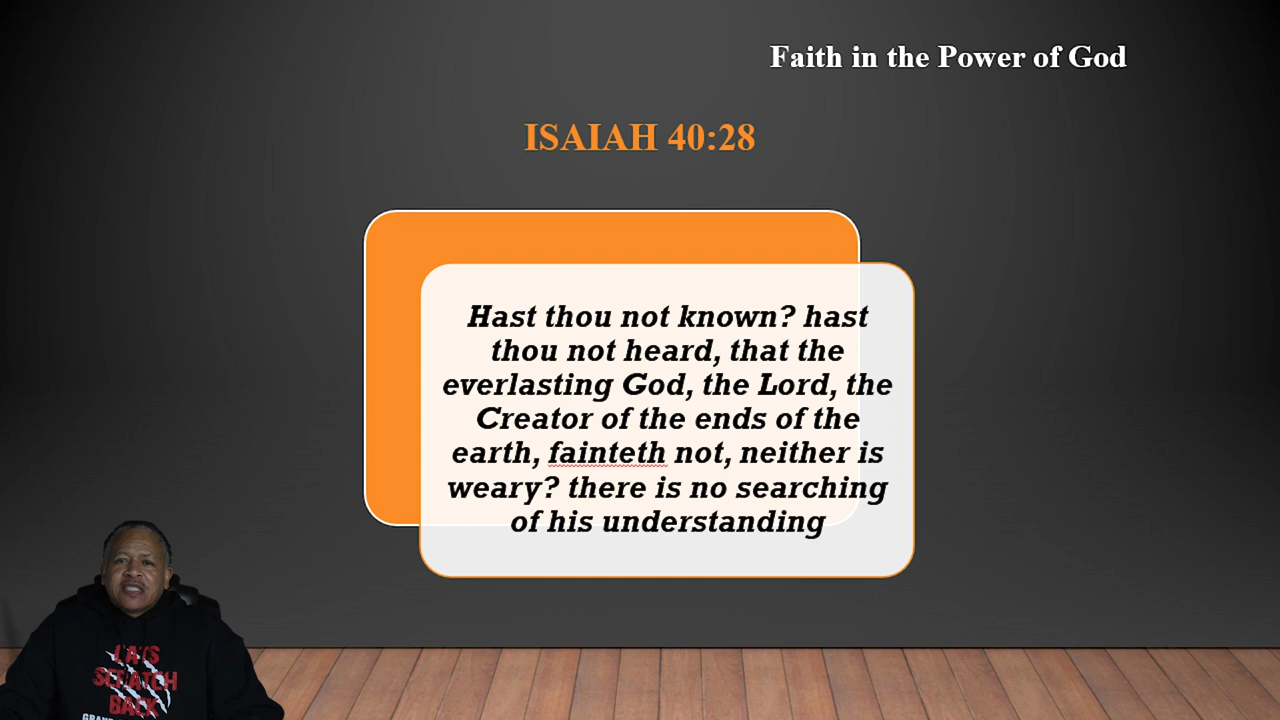 Faith in the Power of God
ISAIAH 40:28
Hast thou not known? hast
thou not heard, that the
everlasting God, the Lord, the
Creator of the ends of the
earth, fainteth not, neither is
weary? there is no searching
of his understanding
SCRATCH
BACK